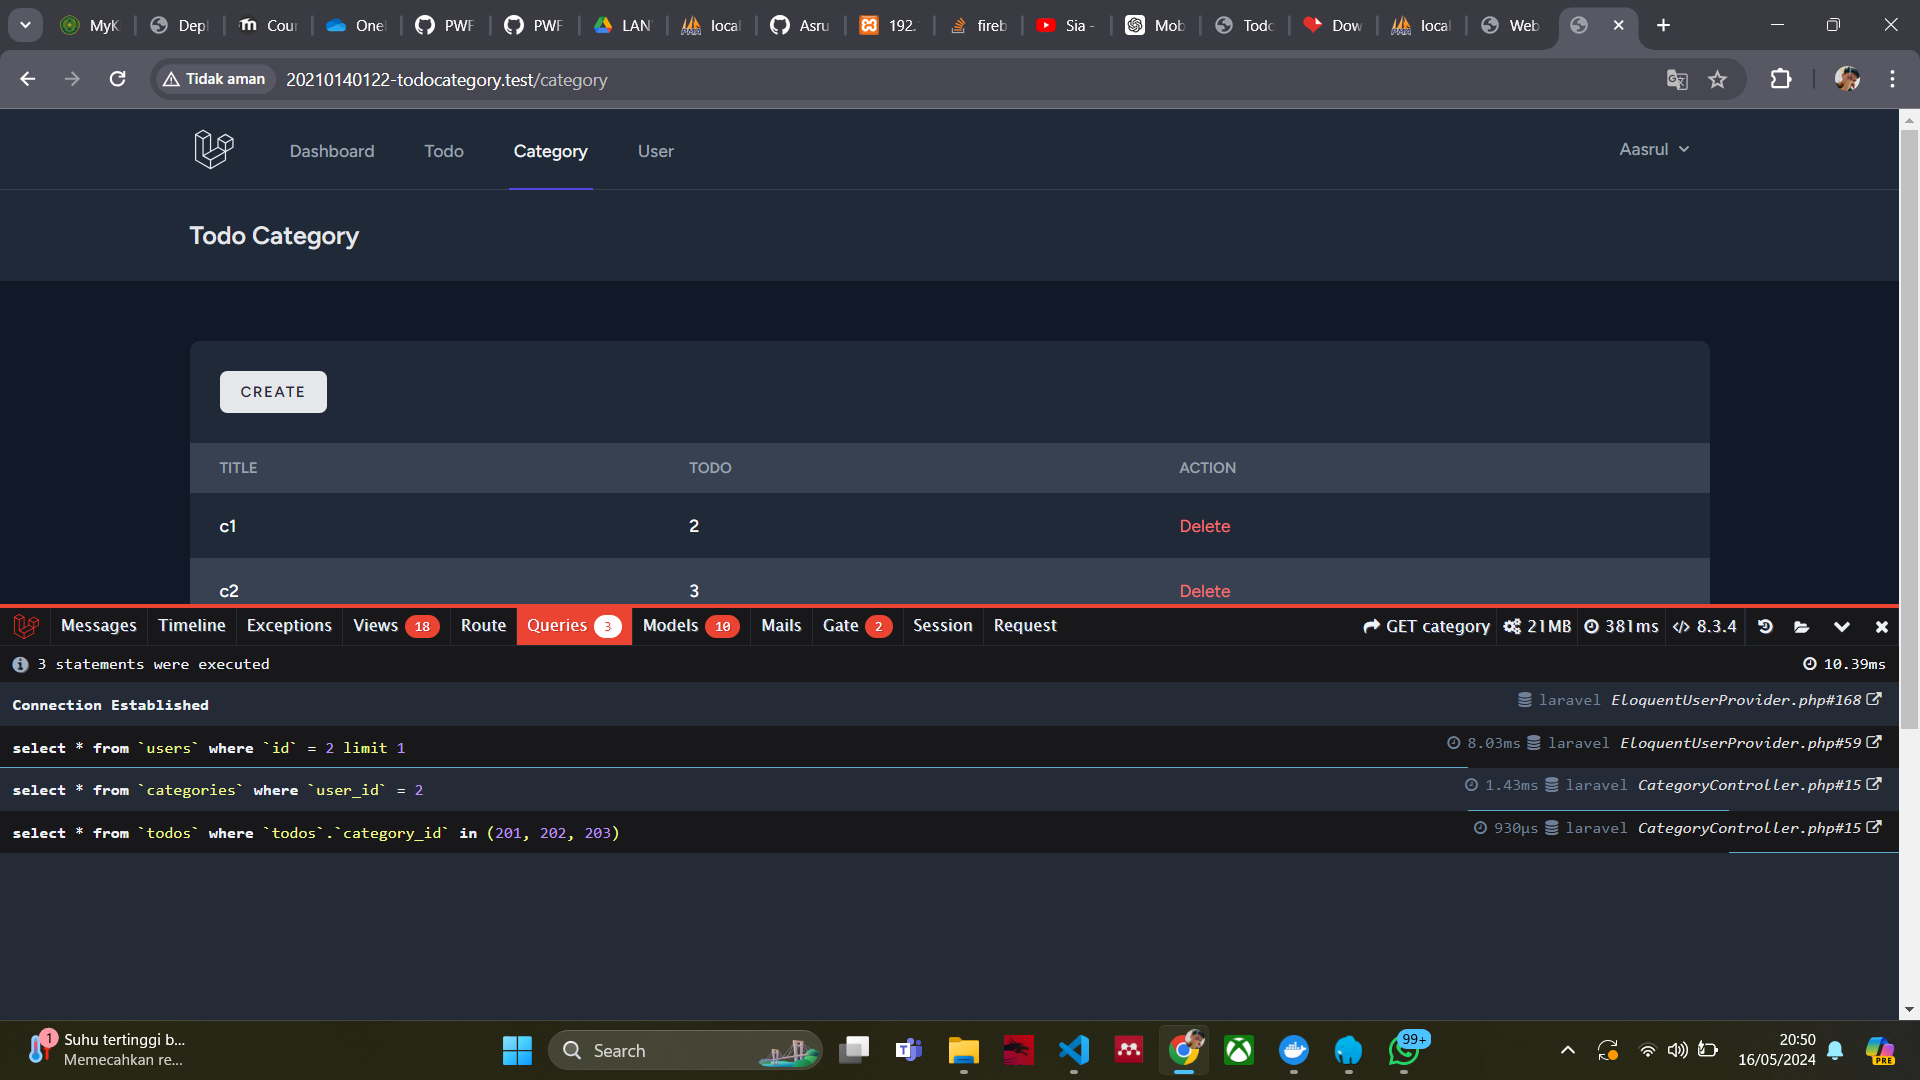 MyK Depl Cour One PWF PWF LAN local Asru 192. fireb Sia - Mob Todo Dow local Web
Tidak aman 20210140122-todocategory.test/category
Dashboard Todo Category User Aasrul
Todo Category
CREATE
TITLE TODO ACTION
c1 2 Delete
c2 3 Delete
Messages Timeline Exceptions Views 18 Route Queries 3 Models 10 Mails Gate 2 Session Request GET category 21MB 381ms 8.3.4
3 statements were executed 10.39ms
Connection Established laravel EloquentUserProvider.php#168
select * from `users` where `id` = 2 limit 1 8.03ms laravel EloquentUserProvider.php#59
select * from `categories` where `user_id` = 2 1.43ms laravel CategoryController.php#15
select * from `todos` where `todos`.`category_id` in (201, 202, 203) 930μs laravel CategoryController.php#15
1 Suhu tertinggi b... Search 99+ 20:50
Memecahkan re... 16/05/2024 PRE